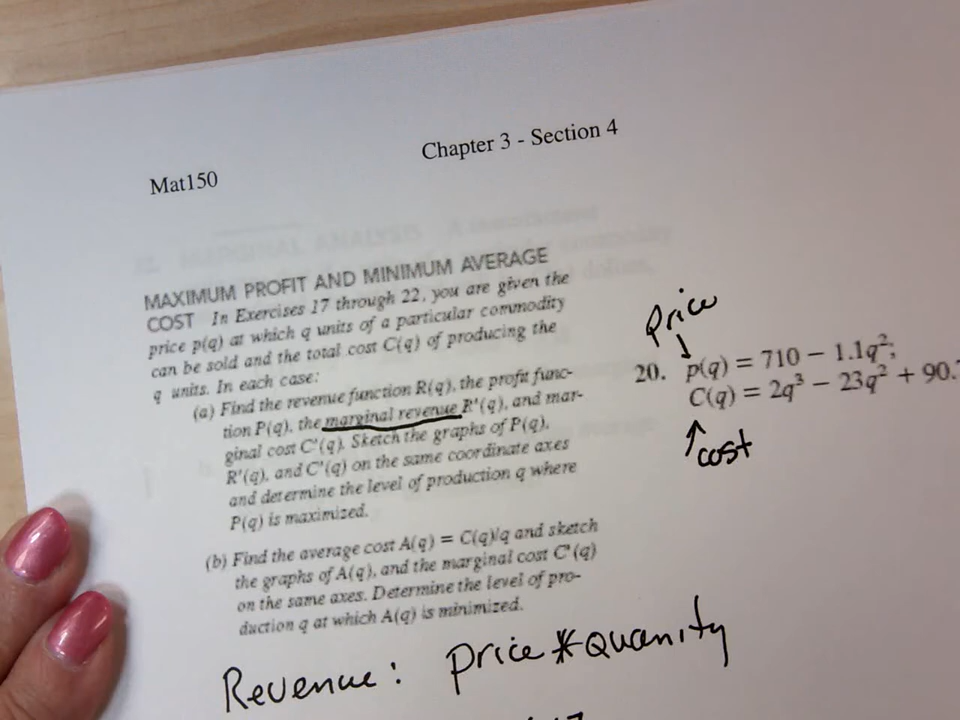 Mat150
Chapter 3 - Section 4
MAXIMUM PROFIT AND MINIMUM AVERAGE
COST In Exercises 17 through 22, you are given the
price p(q) at which q units of a particular commodity
can be sold and the total cost C(q) of producing the
q units. In each case:
(a) Find the revenue function R(q), the profit func-
tion P(q), the marginal revenue R'(q), and mar-
ginal cost C'(q). Sketch the graphs of P(q),
R'(q), and C'(q) on the same coordinate axes
and determine the level of production q where
P(q) is maximized.
(b) Find the average cost A(q) = C(q)/q and sketch
the graphs of A(q), and the marginal cost C'(q)
on the same axes. Determine the level of pro-
duction q at which A(q) is minimized.
Price
20. p(q) = 710 − 1.1q²;
C(q) = 2q³ − 23q² + 90.
cost
Revenue: price * quanity